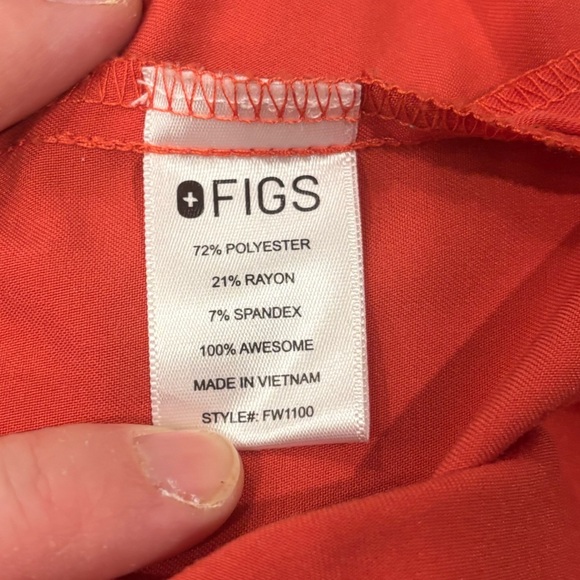 FIGS
72% POLYESTER
21% RAYON
7% SPANDEX
100% AWESOME
MADE IN VIETNAM
STYLE#: FW1100